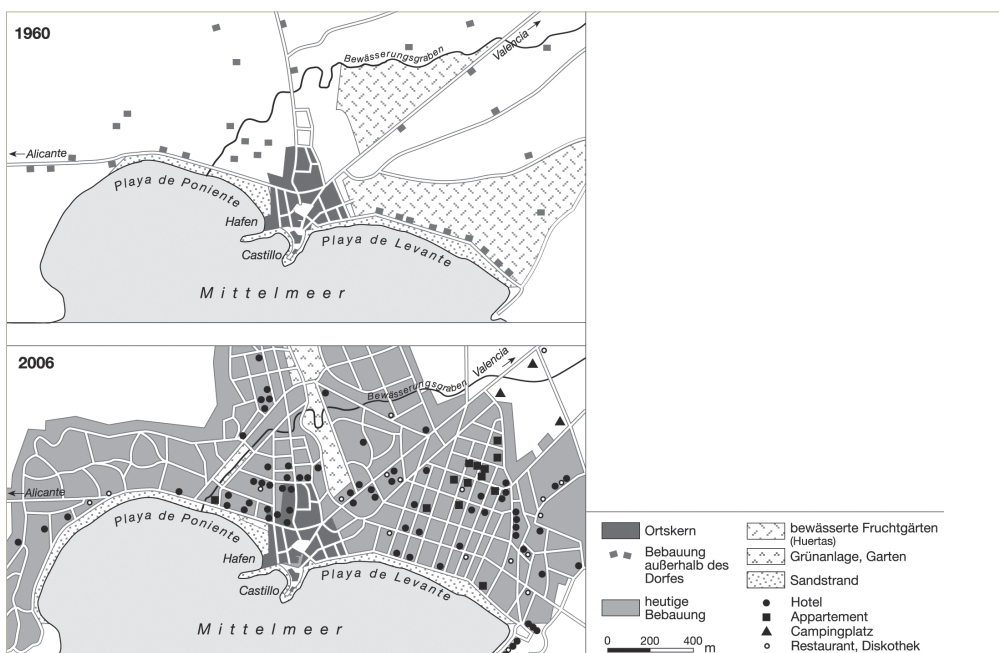 1960
Bewässerungsgraben
Valencia
Alicante
Playa de Poniente
Hafen
Castillo
Playa de Levante
Mittelmeer
2006
Bewässerungsgraben
Valencia
Alicante
Playa de Poniente
Hafen
Castillo
Playa de Levante
Mittelmeer
Ortskern
Bebauung
außerhalb des
Dorfes
heutige
Bebauung
0 200 400 m
bewässerte Fruchtgärten
(Huertas)
Grünanlage, Garten
Sandstrand
Hotel
Appartement
Campingplatz
Restaurant, Diskothek